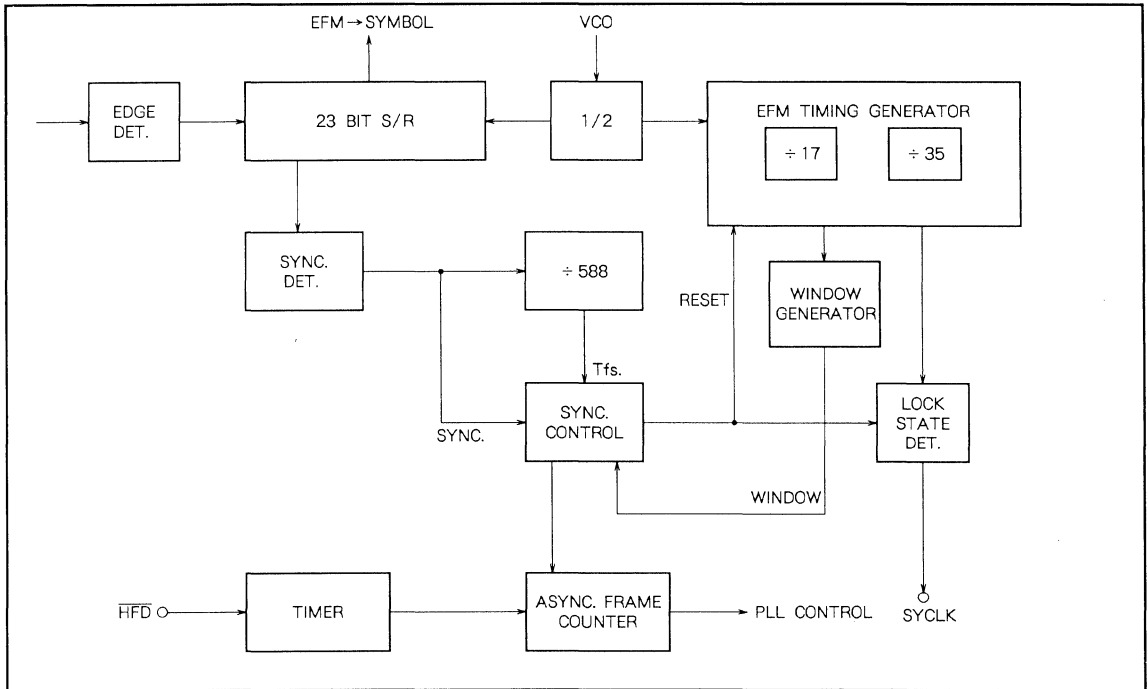 EFM→SYMBOL
VCO
EDGE
DET.
23 BIT S/R
1/2
EFM TIMING GENERATOR
÷17
÷35
SYNC.
DET.
÷588
RESET
WINDOW
GENERATOR
Tfs.
SYNC.
SYNC.
CONTROL
LOCK
STATE
DET.
WINDOW
HFD
TIMER
ASYNC. FRAME
COUNTER
PLL CONTROL
SYCLK